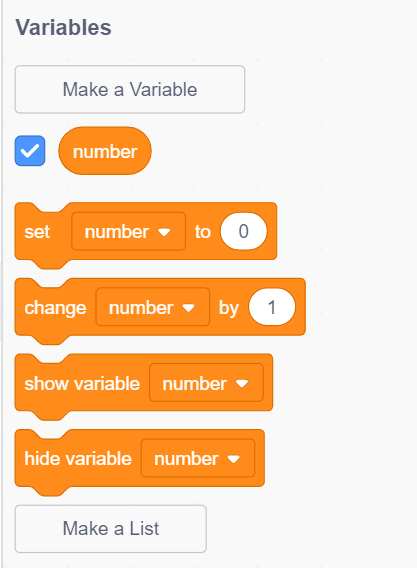 Variables
Make a Variable
number
set number to 0
change number by 1
show variable number
hide variable number
Make a List